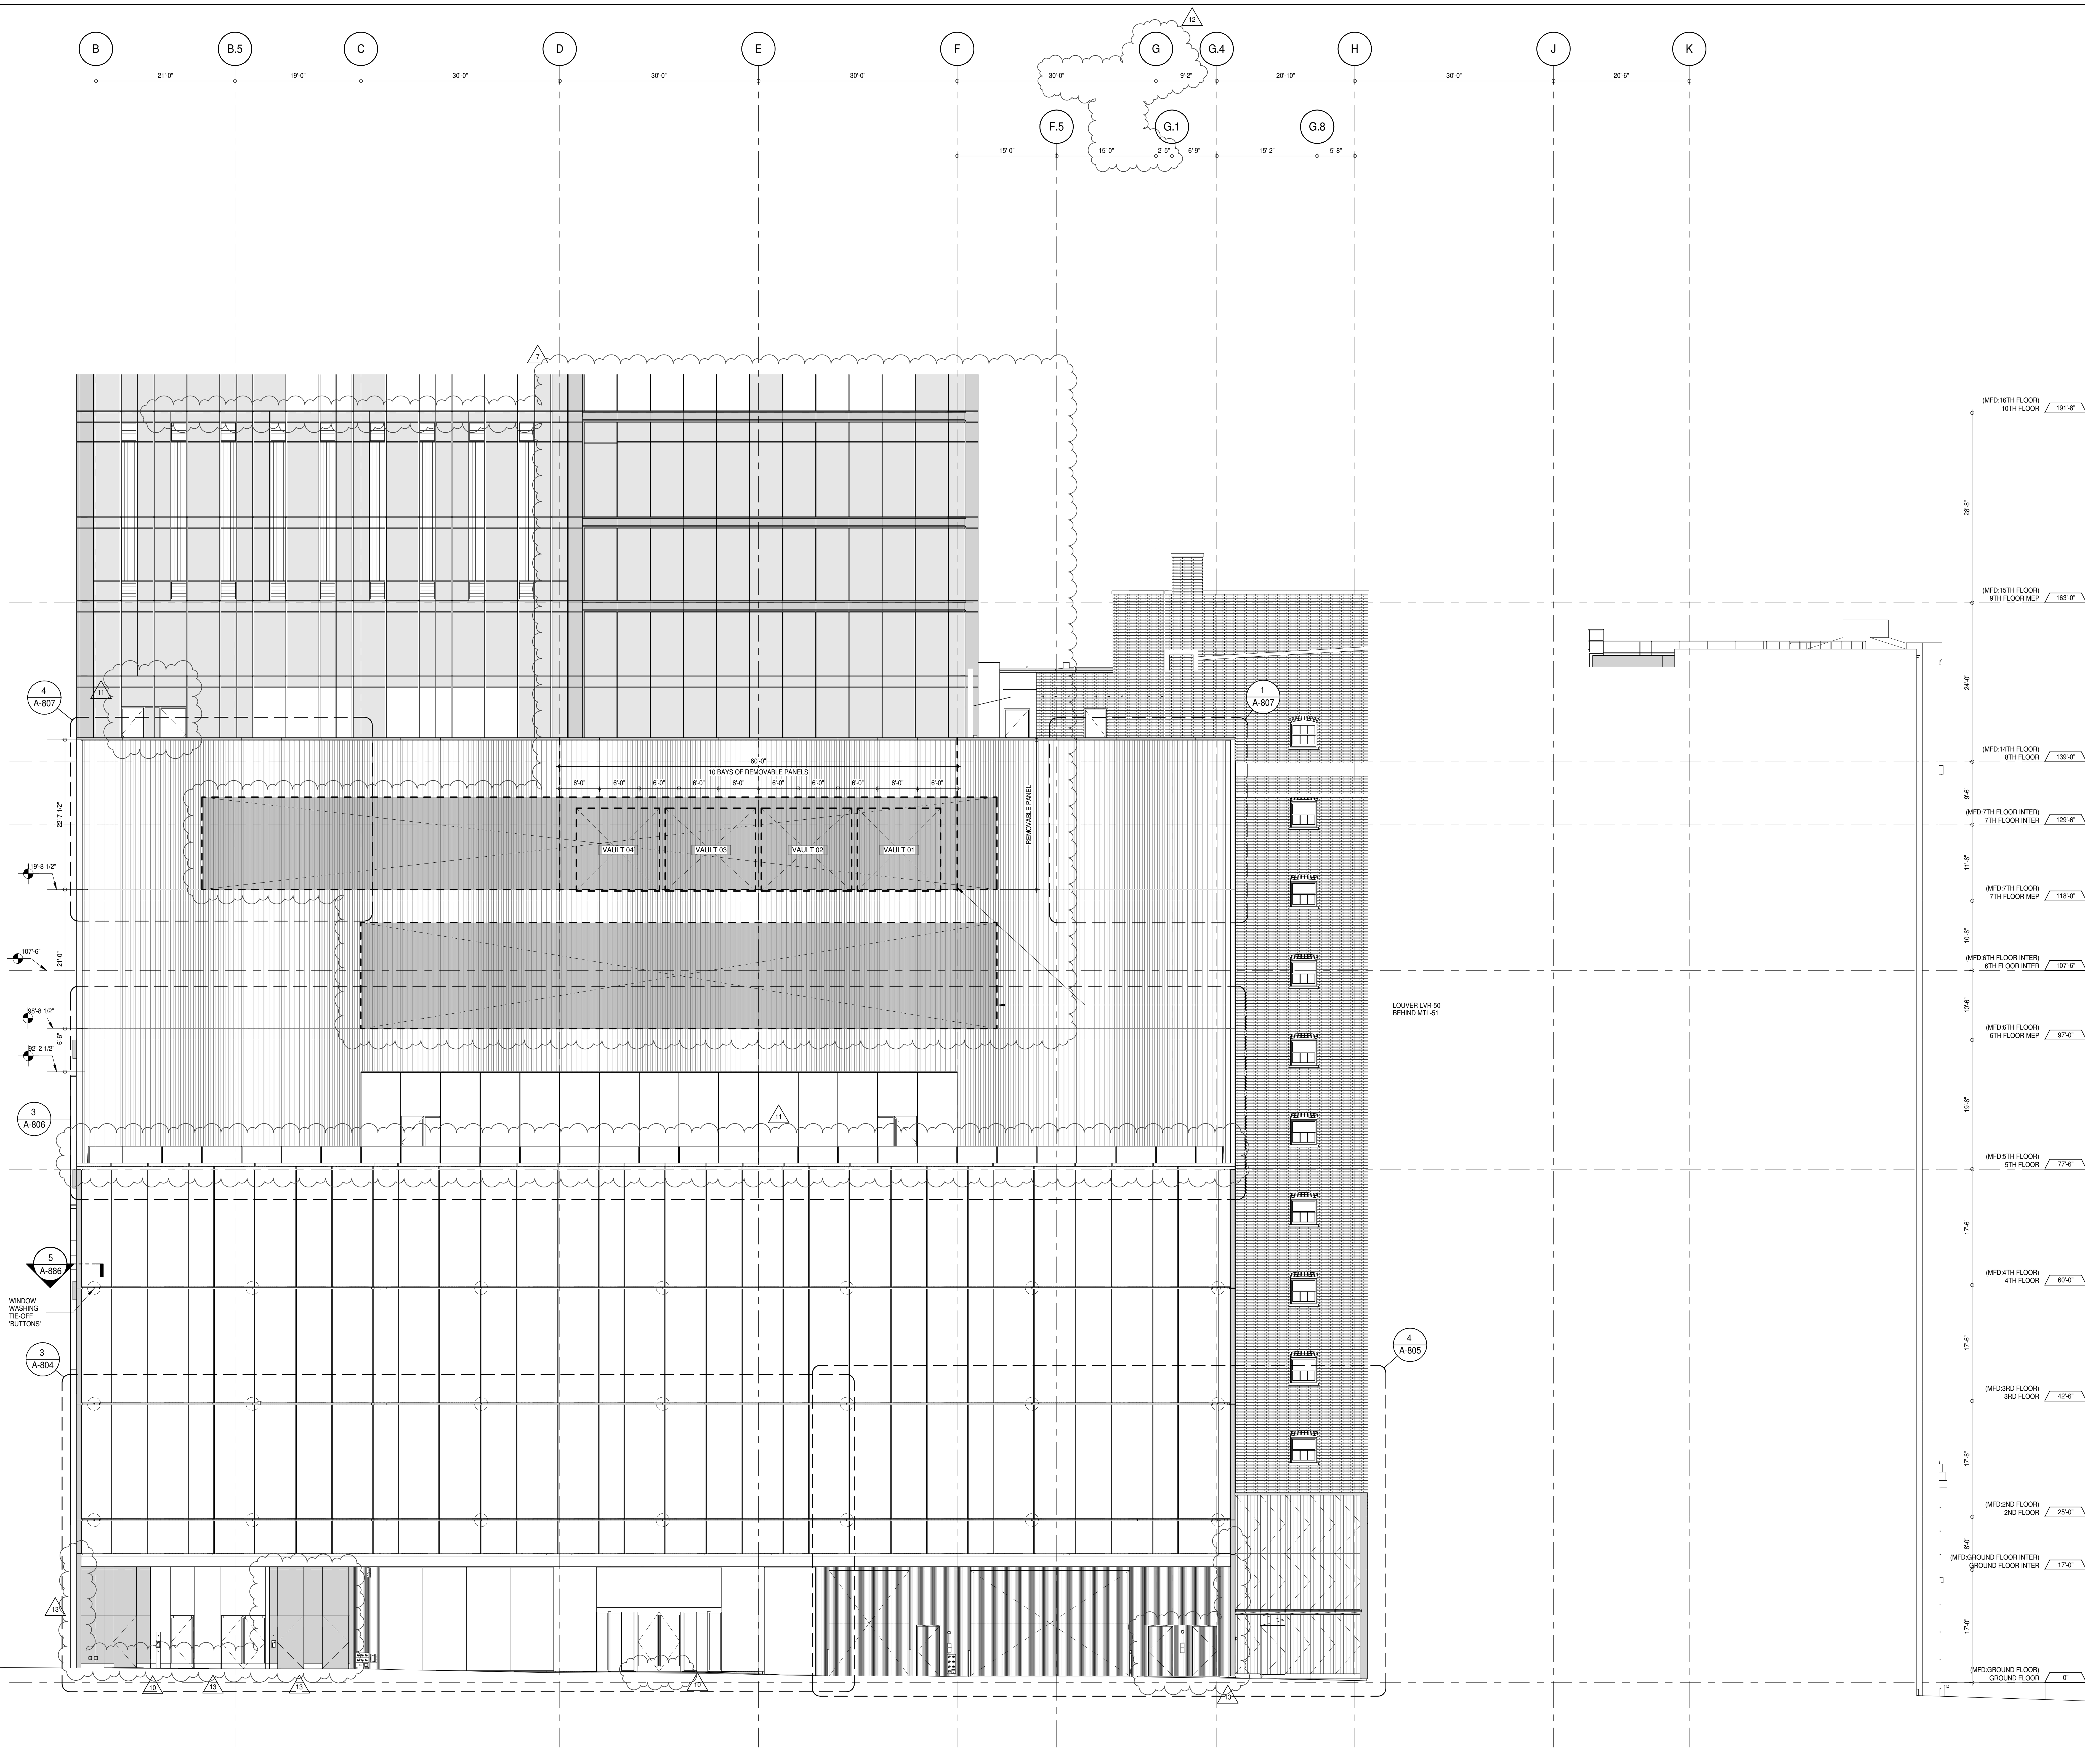 12
B
B.5
C
D
E
F
G
G.4
H
J
K
21'-0"
19'-0"
30'-0"
30'-0"
30'-0"
30'-0"
9'-2"
20'-10"
30'-0"
20'-6"
F.5
G.1
G.8
15'-0"
15'-0"
2'-5"
6'-9"
15'-2"
5'-8"
7
(MFD:16TH FLOOR)
10TH FLOOR
191'-8"
28'-8"
(MFD:15TH FLOOR)
9TH FLOOR MEP
163'-0"
24'-0"
11
4
A-807
1
A-807
(MFD:14TH FLOOR)
8TH FLOOR
139'-0"
60'-0"
10 BAYS OF REMOVABLE PANELS
6'-0"
6'-0"
6'-0"
6'-0"
6'-0"
6'-0"
6'-0"
6'-0"
6'-0"
6'-0"
REMOVABLE PANEL
22'-7 1/2"
9'-6"
(MFD:7TH FLOOR INTER)
7TH FLOOR INTER
129'-6"
VAULT 04
VAULT 03
VAULT 02
VAULT 01
11'-6"
119'-8 1/2"
(MFD:7TH FLOOR)
7TH FLOOR MEP
118'-0"
10'-6"
107'-6"
21'-0"
(MFD:6TH FLOOR INTER)
6TH FLOOR INTER
107'-6"
LOUVER LVR-50
BEHIND MTL-51
10'-6"
98'-8 1/2"
6'-6"
(MFD:6TH FLOOR)
6TH FLOOR MEP
97'-0"
92'-2 1/2"
3
A-806
11
19'-6"
(MFD:5TH FLOOR)
5TH FLOOR
77'-6"
17'-6"
5
A-886
(MFD:4TH FLOOR)
4TH FLOOR
60'-0"
WINDOW
WASHING
TIE-OFF
'BUTTONS'
17'-6"
3
A-804
4
A-805
(MFD:3RD FLOOR)
3RD FLOOR
42'-6"
17'-6"
(MFD:2ND FLOOR)
2ND FLOOR
25'-0"
8'-0"
(MFD:GROUND FLOOR INTER)
GROUND FLOOR INTER
17'-0"
13
17'-0"
(MFD:GROUND FLOOR)
GROUND FLOOR
0"
10
13
13
10
13